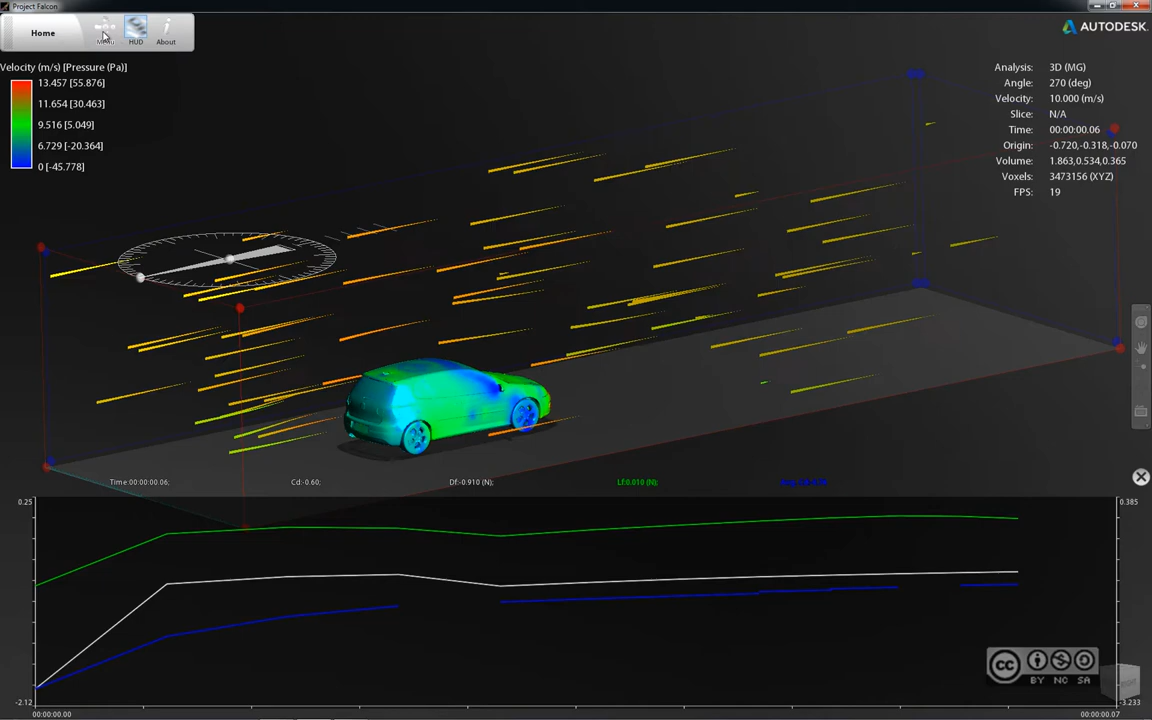 Project Falcon
Home
Menu
HUD
About
AUTODESK.
Velocity (m/s) [Pressure (Pa)]
13.457 [55.876]
11.654 [30.463]
9.516 [5.049]
6.729 [-20.364]
0 [-45.778]
Analysis: 3D (MG)
Angle: 270 (deg)
Velocity: 10.000 (m/s)
Slice: N/A
Time: 00:00:00.06
Origin: -0.720,-0.318,-0.070
Volume: 1.863,0.534,0.365
Voxels: 3473156 (XYZ)
FPS: 19
Time:00:00:00.06; Cd:-0.60; Df:-0.910 (N); Lf:0.010 (N);
0.25
0.385
-2.12
-3.233
00:00:00.00
00:00:00.07
CC
BY NC SA